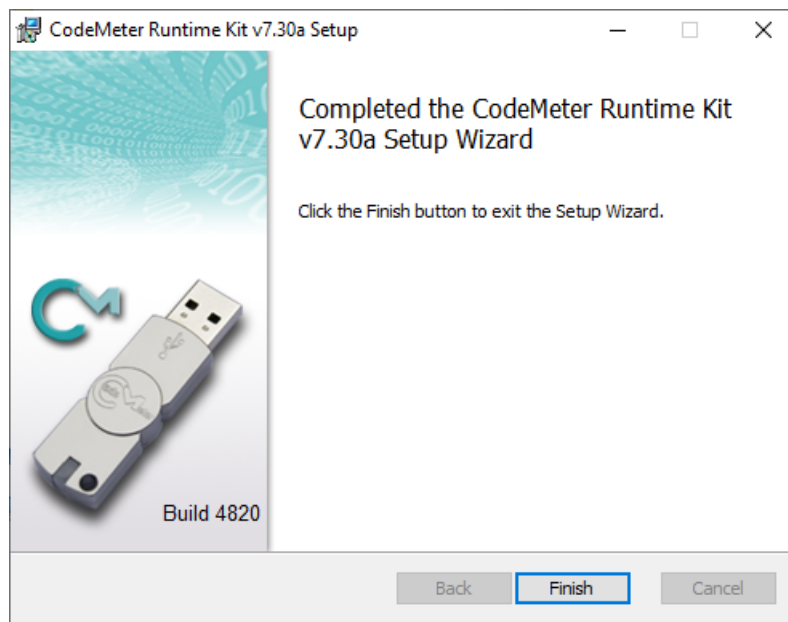 CodeMeter Runtime Kit v7.30a Setup
Completed the CodeMeter Runtime Kit
v7.30a Setup Wizard
Click the Finish button to exit the Setup Wizard.
Build 4820
Back
Finish
Cancel